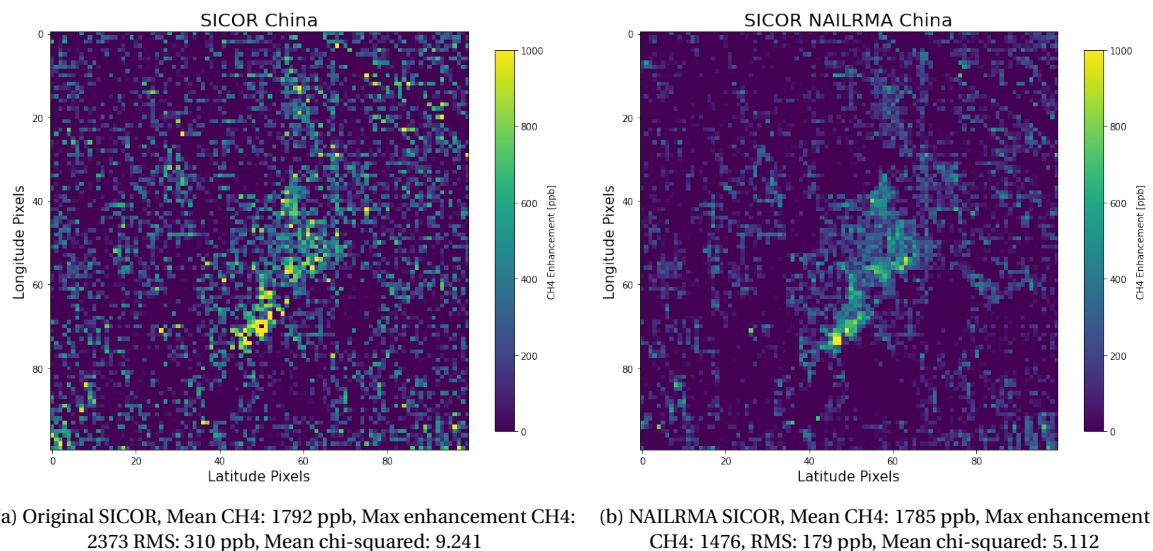 SICOR China
0
20
40
60
80
Longitude Pixels
0
20
40
60
80
Latitude Pixels
1000
800
600
400
200
0
CH4 Enhancement [ppb]
SICOR NAILRMA China
0
20
40
60
80
Longitude Pixels
0
20
40
60
80
Latitude Pixels
1000
800
600
400
200
0
CH4 Enhancement [ppb]
a) Original SICOR, Mean CH4: 1792 ppb, Max enhancement CH4:
2373 RMS: 310 ppb, Mean chi-squared: 9.241
(b) NAILRMA SICOR, Mean CH4: 1785 ppb, Max enhancement
CH4: 1476, RMS: 179 ppb, Mean chi-squared: 5.112